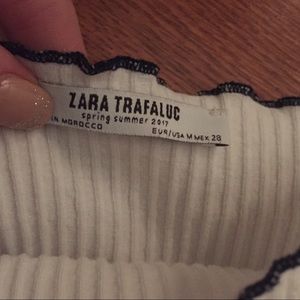 ZARA TRAFALUC
spring summer 2017
IN MOROCCO
EUR/USA M MEX 28